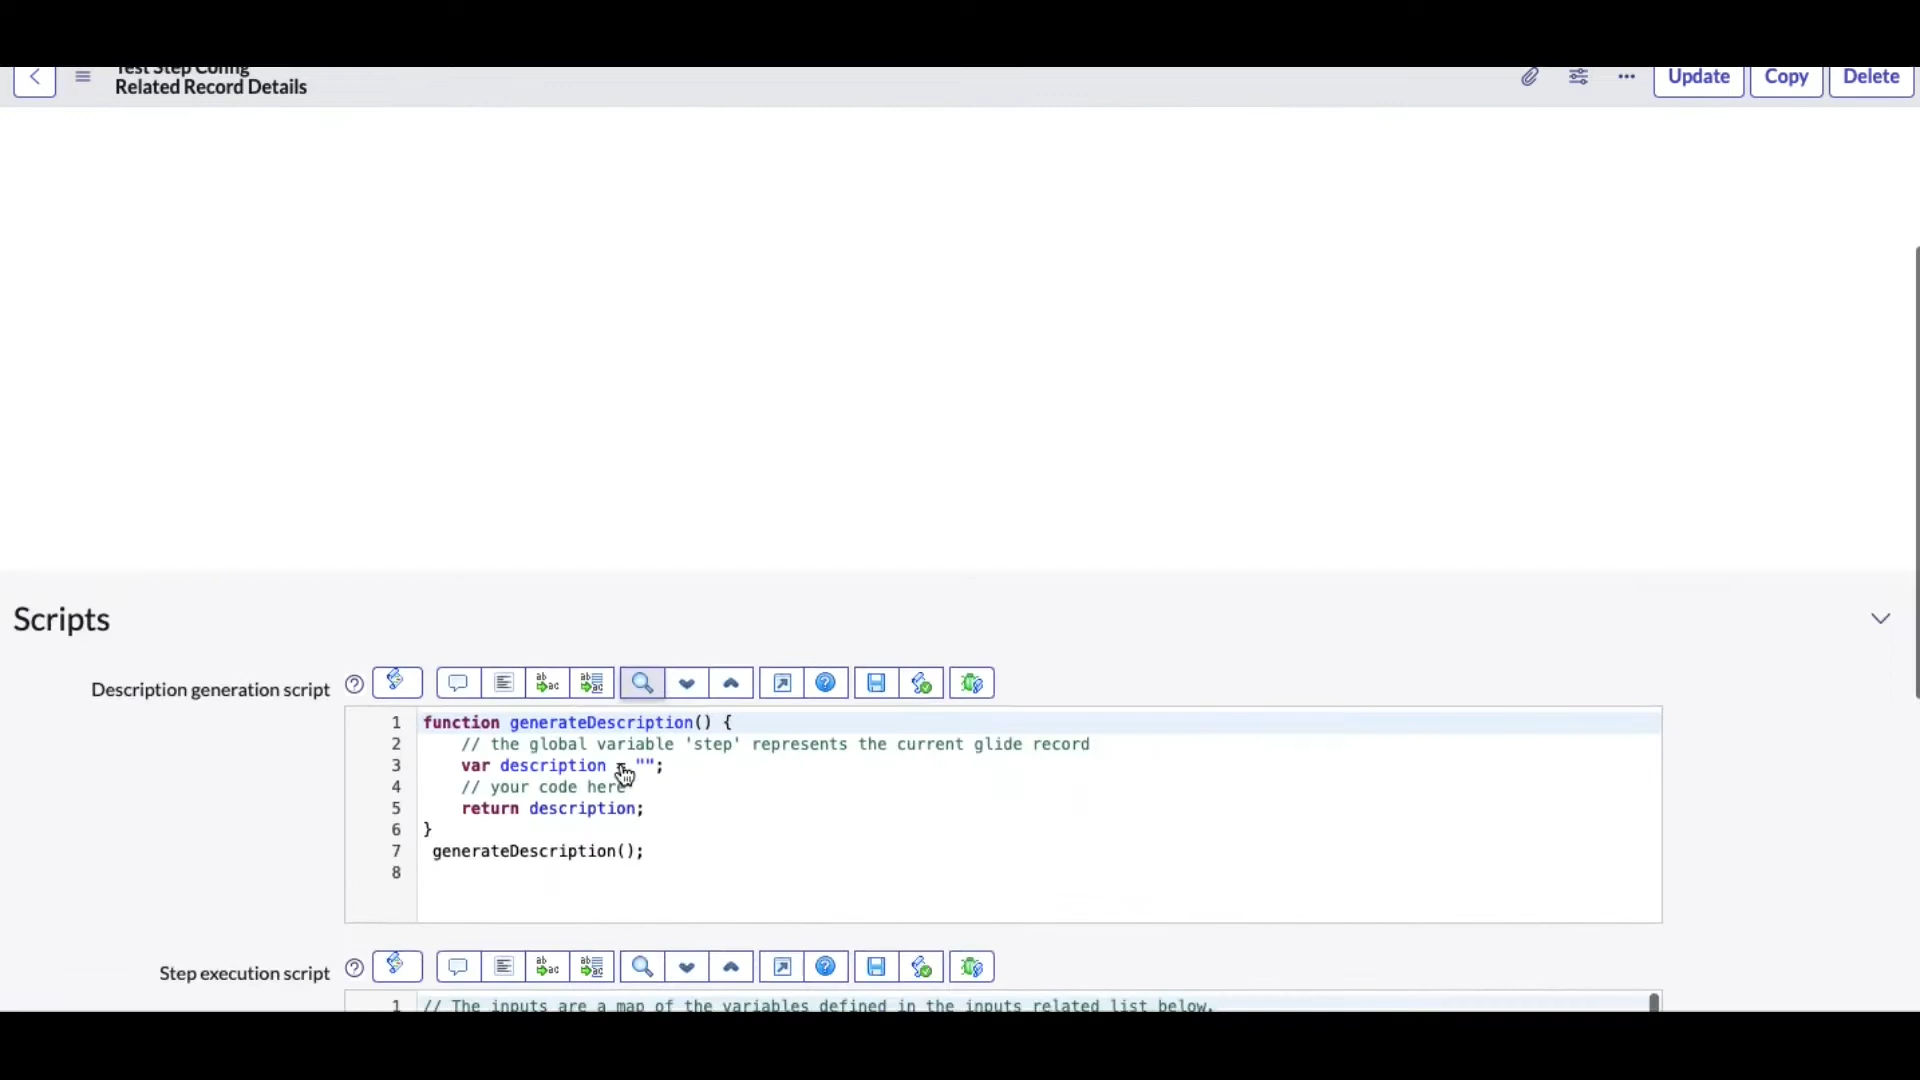 Test Step Config
Related Record Details
Update
Copy
Delete
Scripts
Description generation script
1 function generateDescription() {
2 // the global variable 'step' represents the current glide record
3 var description = "";
4 // your code here
5 return description;
6 }
7 generateDescription();
8
Step execution script
1 // The inputs are a map of the variables defined in the inputs related list below.